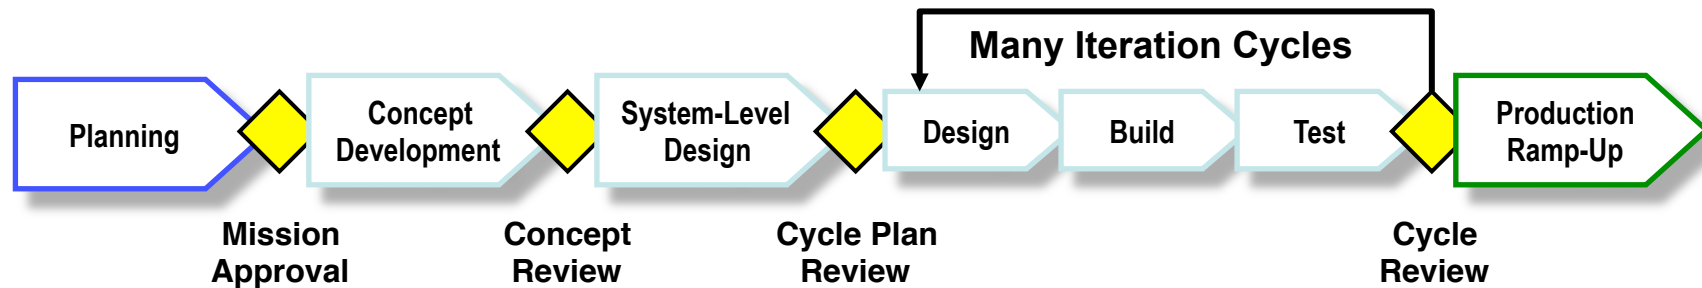 Many Iteration Cycles
Planning
Concept
Development
System-Level
Design
Design
Build
Test
Production
Ramp-Up
Mission
Approval
Concept
Review
Cycle Plan
Review
Cycle
Review